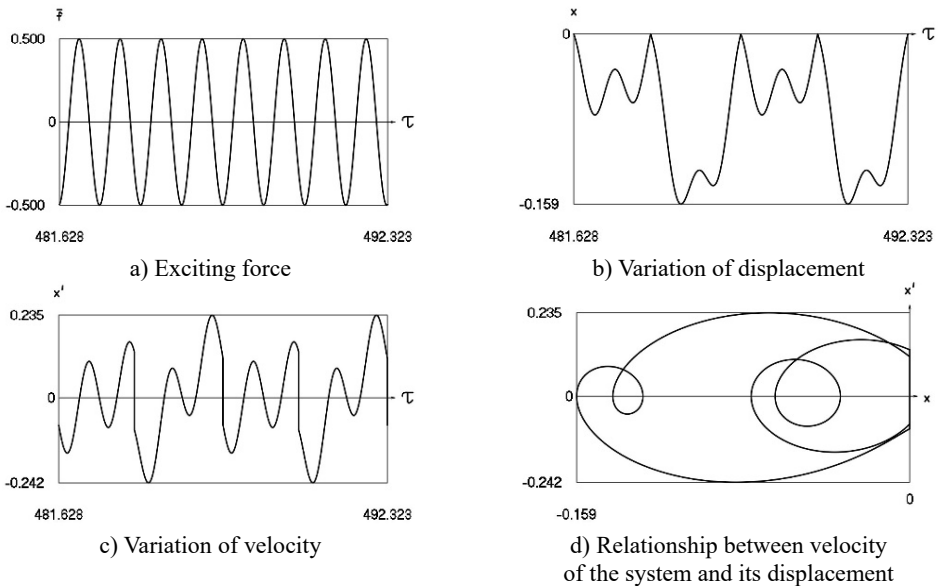 f̄
0.500
0
τ
-0.500
481.628
492.323
a) Exciting force
x
0
τ
-0.159
481.628
492.323
b) Variation of displacement
x'
0.235
0
τ
-0.242
481.628
492.323
c) Variation of velocity
x'
0.235
0
x
-0.242
0
-0.159
d) Relationship between velocity
of the system and its displacement